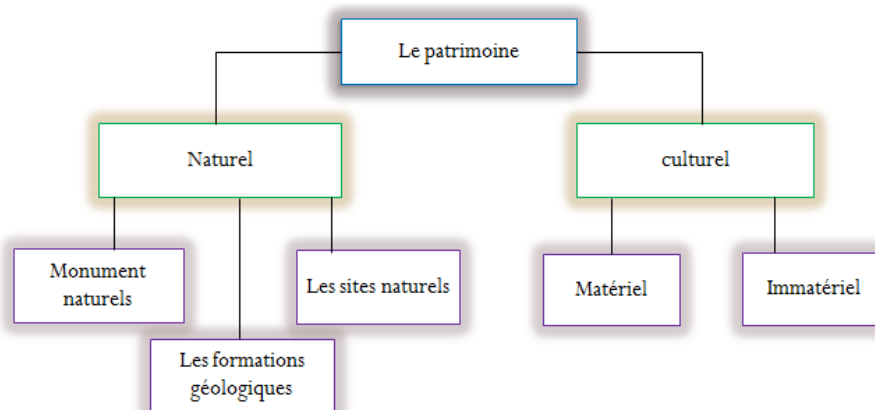 Le patrimoine
Naturel
culturel
Monument
naturels
Les sites naturels
Matériel
Immatériel
Les formations
géologiques